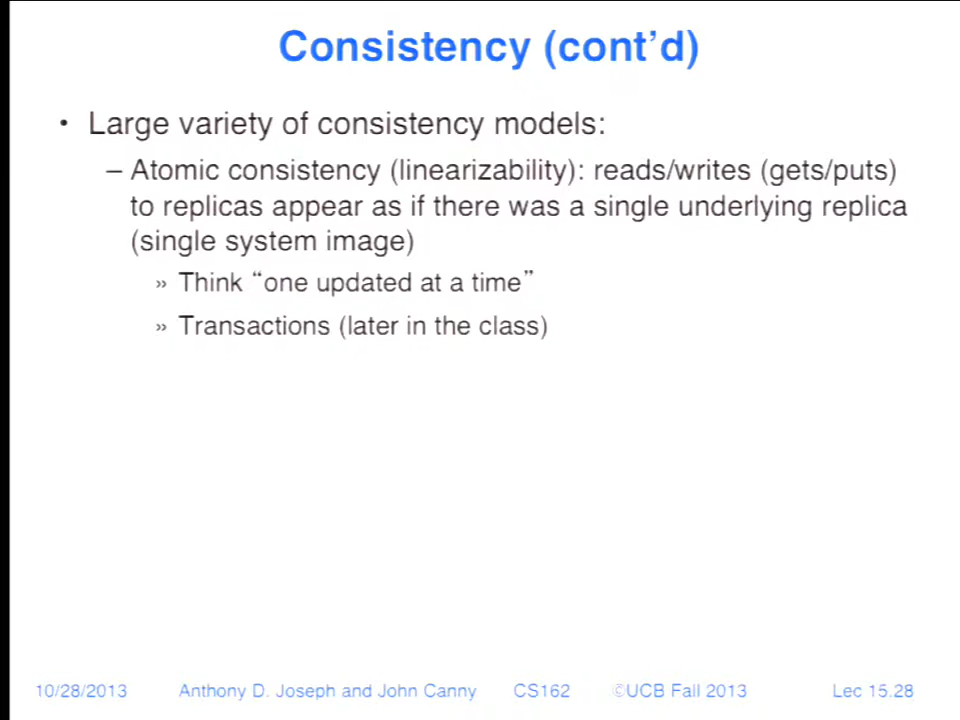 Consistency (cont’d)
• Large variety of consistency models:
– Atomic consistency (linearizability): reads/writes (gets/puts)
to replicas appear as if there was a single underlying replica
(single system image)
» Think “one updated at a time”
» Transactions (later in the class)
10/28/2013 Anthony D. Joseph and John Canny CS162 ©UCB Fall 2013 Lec 15.28